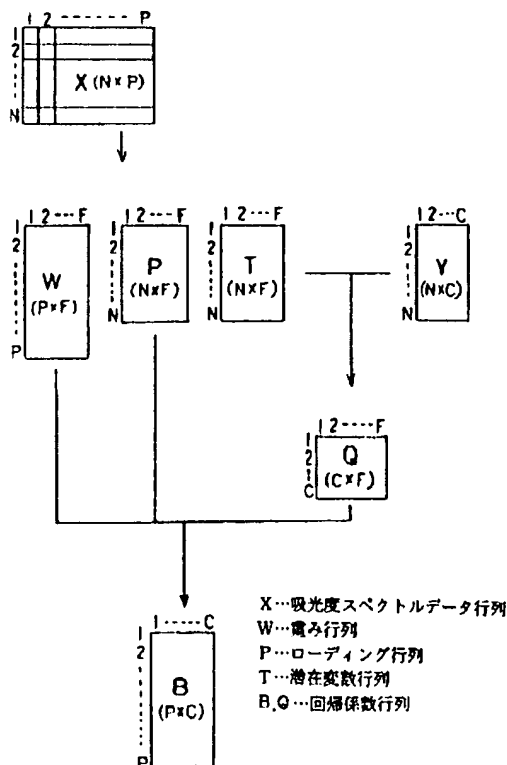 1 2 ------- P
1
2
N
X (N×P)
1 2 --- F
1
2
P
W
(P×F)
1 2 ---- F
1
2
N
P
(N×F)
1 2 ··· F
1
2
N
T
(N×F)
1 2 ··· C
1
2
N
Y
(N×C)
1 2 ---- F
1
2
C
Q
(C×F)
1 ----- C
1
2
P
B
(P×C)
X…吸光度スペクトルデータ行列
W…重み行列
P…ローディング行列
T…潜在変数行列
B,Q…回帰係数行列